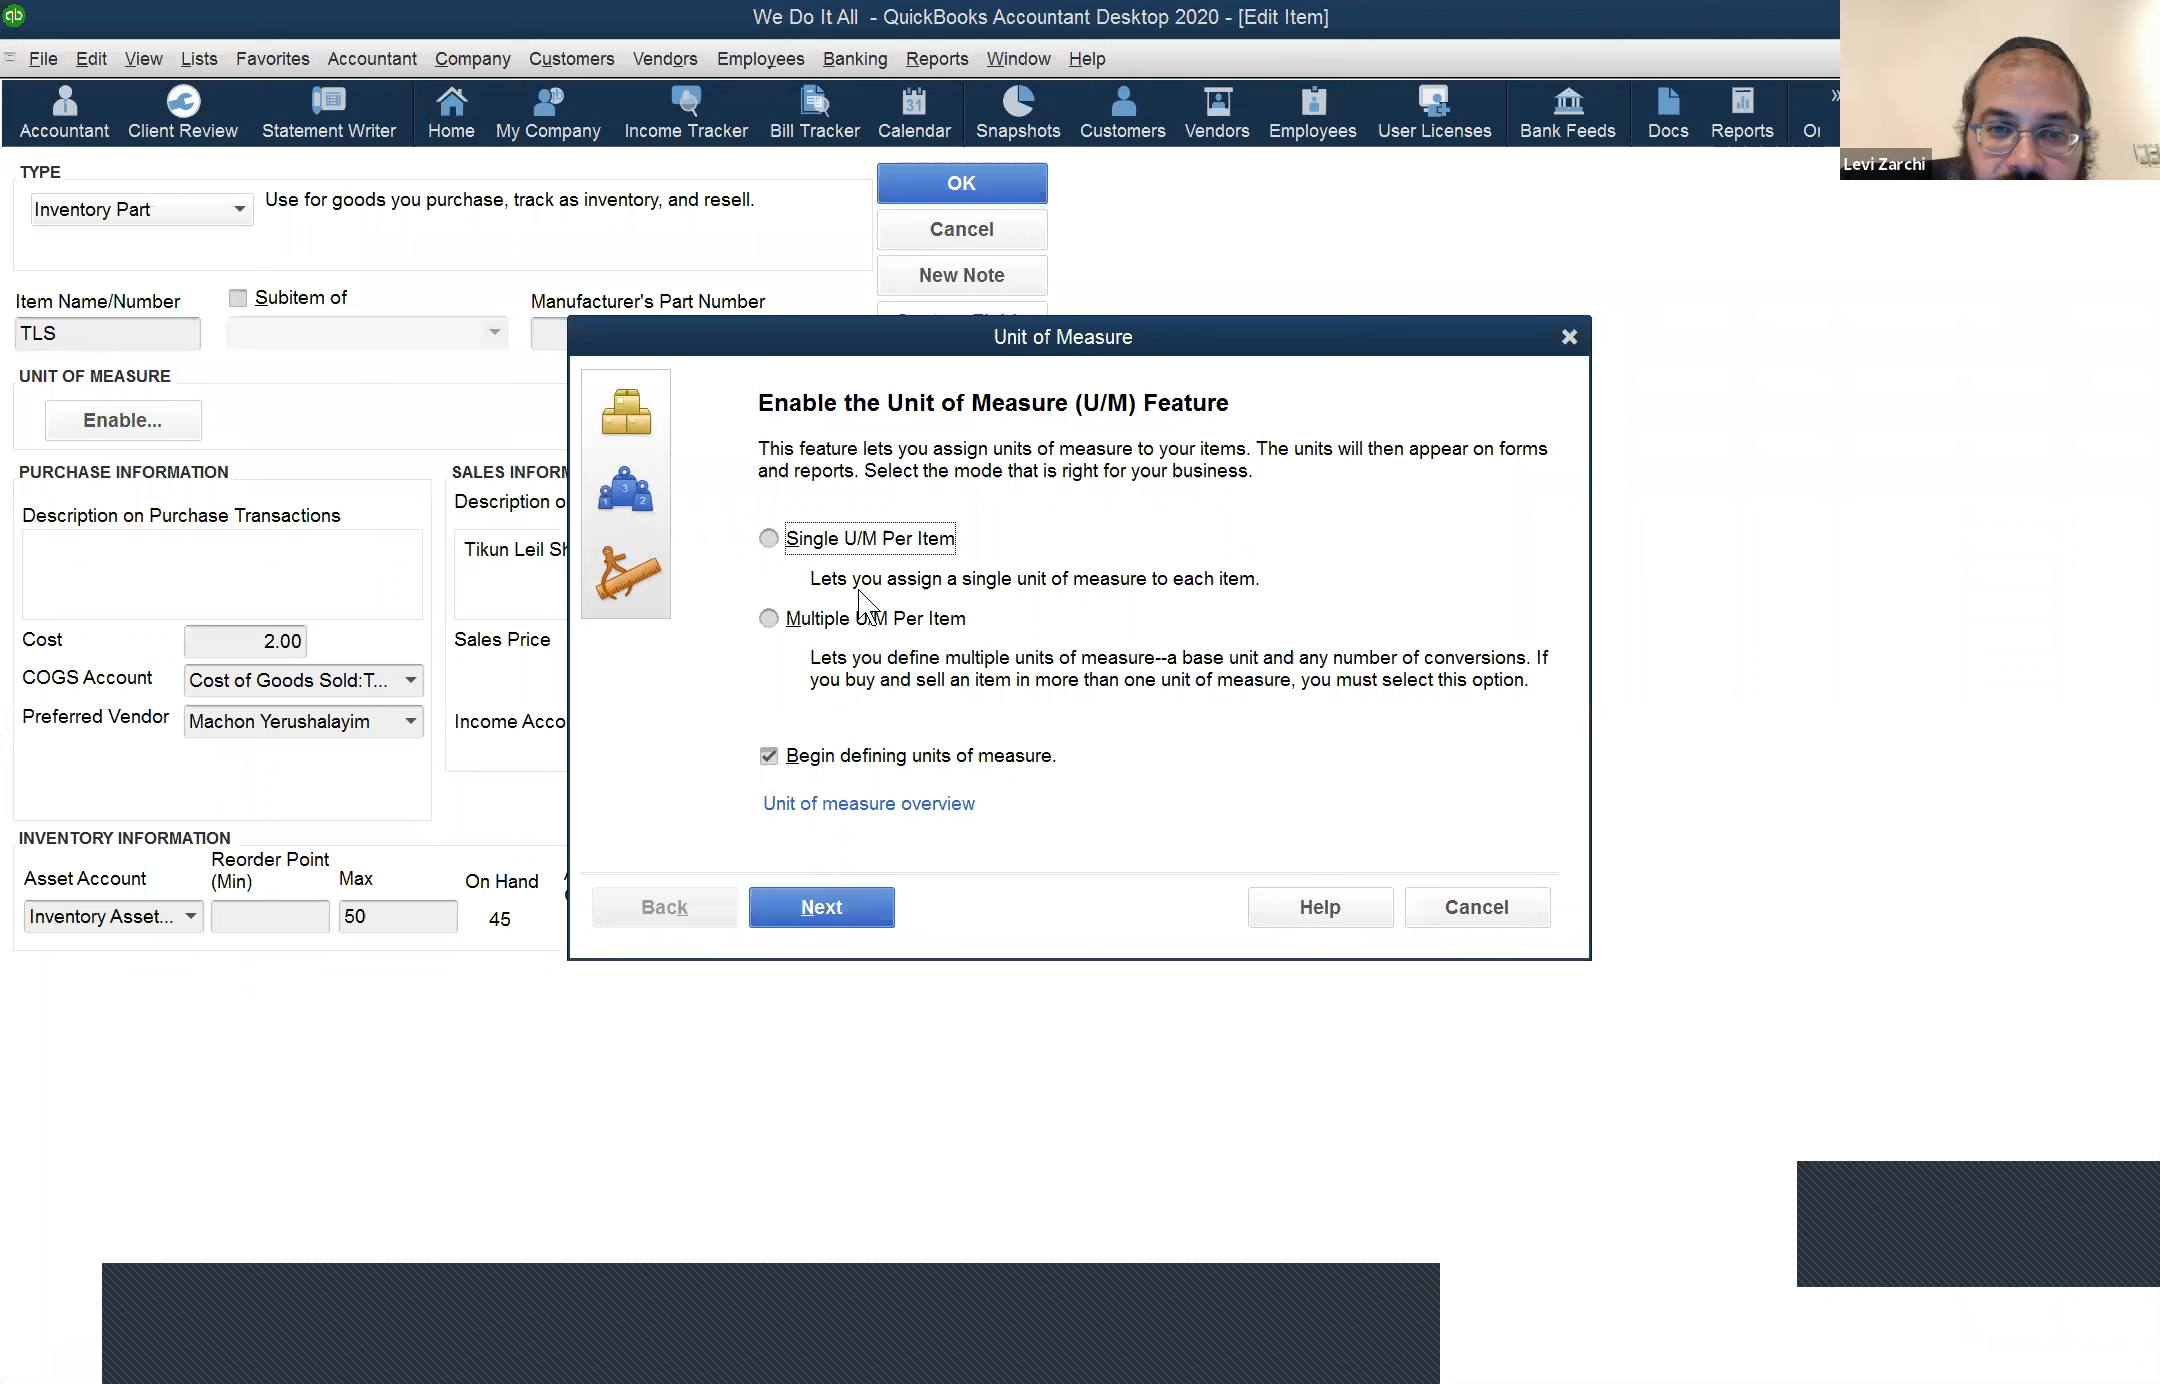 We Do It All - QuickBooks Accountant Desktop 2020 - [Edit Item]
File Edit View Lists Favorites Accountant Company Customers Vendors Employees Banking Reports Window Help
Accountant Client Review Statement Writer Home My Company Income Tracker Bill Tracker Calendar Snapshots Customers Vendors Employees User Licenses Bank Feeds Docs Reports
Levi Zarchi
TYPE
Inventory Part
Use for goods you purchase, track as inventory, and resell.
OK
Cancel
New Note
Item Name/Number
Subitem of
Manufacturer's Part Number
TLS
UNIT OF MEASURE
Enable...
PURCHASE INFORMATION
Description on Purchase Transactions
Cost
2.00
COGS Account
Cost of Goods Sold:T...
Preferred Vendor
Machon Yerushalayim
SALES
Description
Tikun Leil
Sales Price
Income
INVENTORY INFORMATION
Asset Account
Reorder Point
(Min)
Max
On Hand
Inventory Asset...
50
45
Unit of Measure
Enable the Unit of Measure (U/M) Feature
This feature lets you assign units of measure to your items. The units will then appear on forms
and reports. Select the mode that is right for your business.
Single U/M Per Item
Lets you assign a single unit of measure to each item.
Multiple U/M Per Item
Lets you define multiple units of measure--a base unit and any number of conversions. If
you buy and sell an item in more than one unit of measure, you must select this option.
Begin defining units of measure.
Unit of measure overview
Back
Next
Help
Cancel